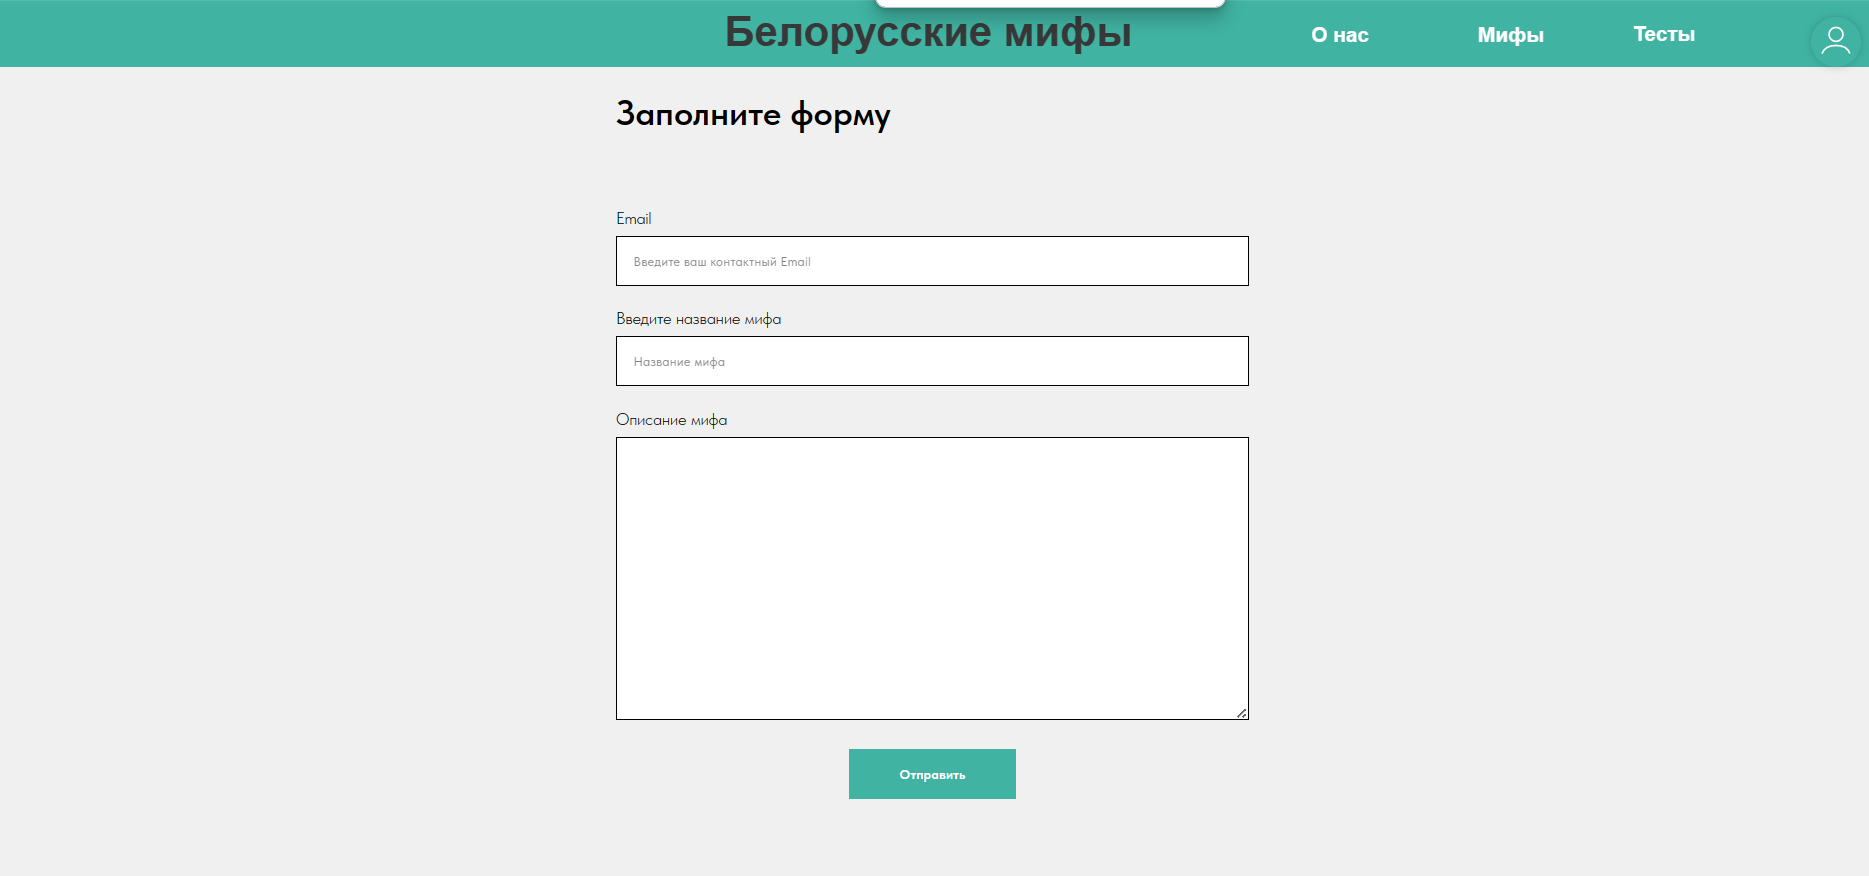 Белорусские мифы
О нас
Мифы
Тесты
Заполните форму
Email
Введите ваш контактный Email
Введите название мифа
Название мифа
Описание мифа
Отправить